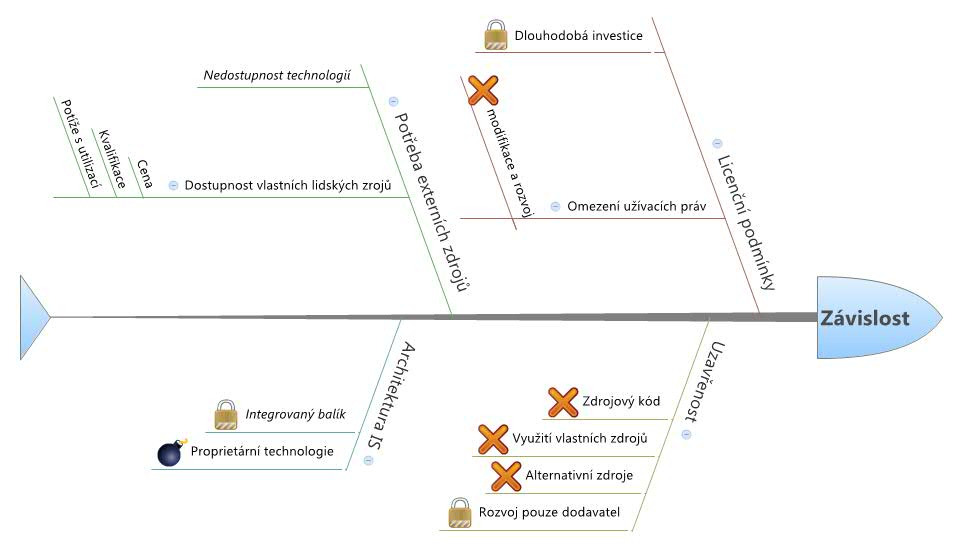 Dlouhodobá investice
modifikace a rozvoj
Omezení užívacích práv
Licenční podmínky
Nedostupnost technologií
Potíže s utilizací
Kvalifikace
Cena
Dostupnost vlastních lidských zrojů
Potřeba externích zdrojů
Závislost
Architektura IS
Integrovaný balík
Proprietární technologie
Uzavřenost
Zdrojový kód
Využití vlastních zdrojů
Alternativní zdroje
Rozvoj pouze dodavatel